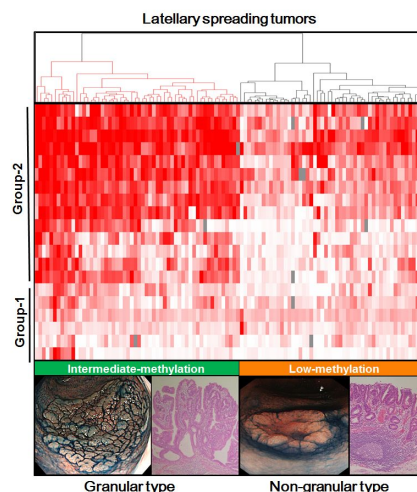 Latellary spreading tumors
Group-2
Group-1
Intermediate-methylation
Low-methylation
Granular type
Non-granular type